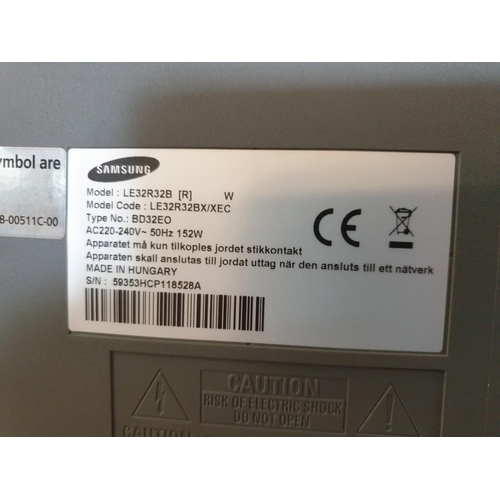 ymbol are
8-00511C-00
SAMSUNG
Model : LE32R32B [R] W
Model Code : LE32R32BX/XEC
Type No.: BD32EO
AC220-240V~ 50Hz 152W
Apparatet må kun tilkoples jordet stikkontakt
Apparaten skall anslutas till jordat uttag när den ansluts till ett nätverk
MADE IN HUNGARY
S/N : 59353HCP118528A
CE
CAUTION
RISK OF ELECTRIC SHOCK
DO NOT OPEN